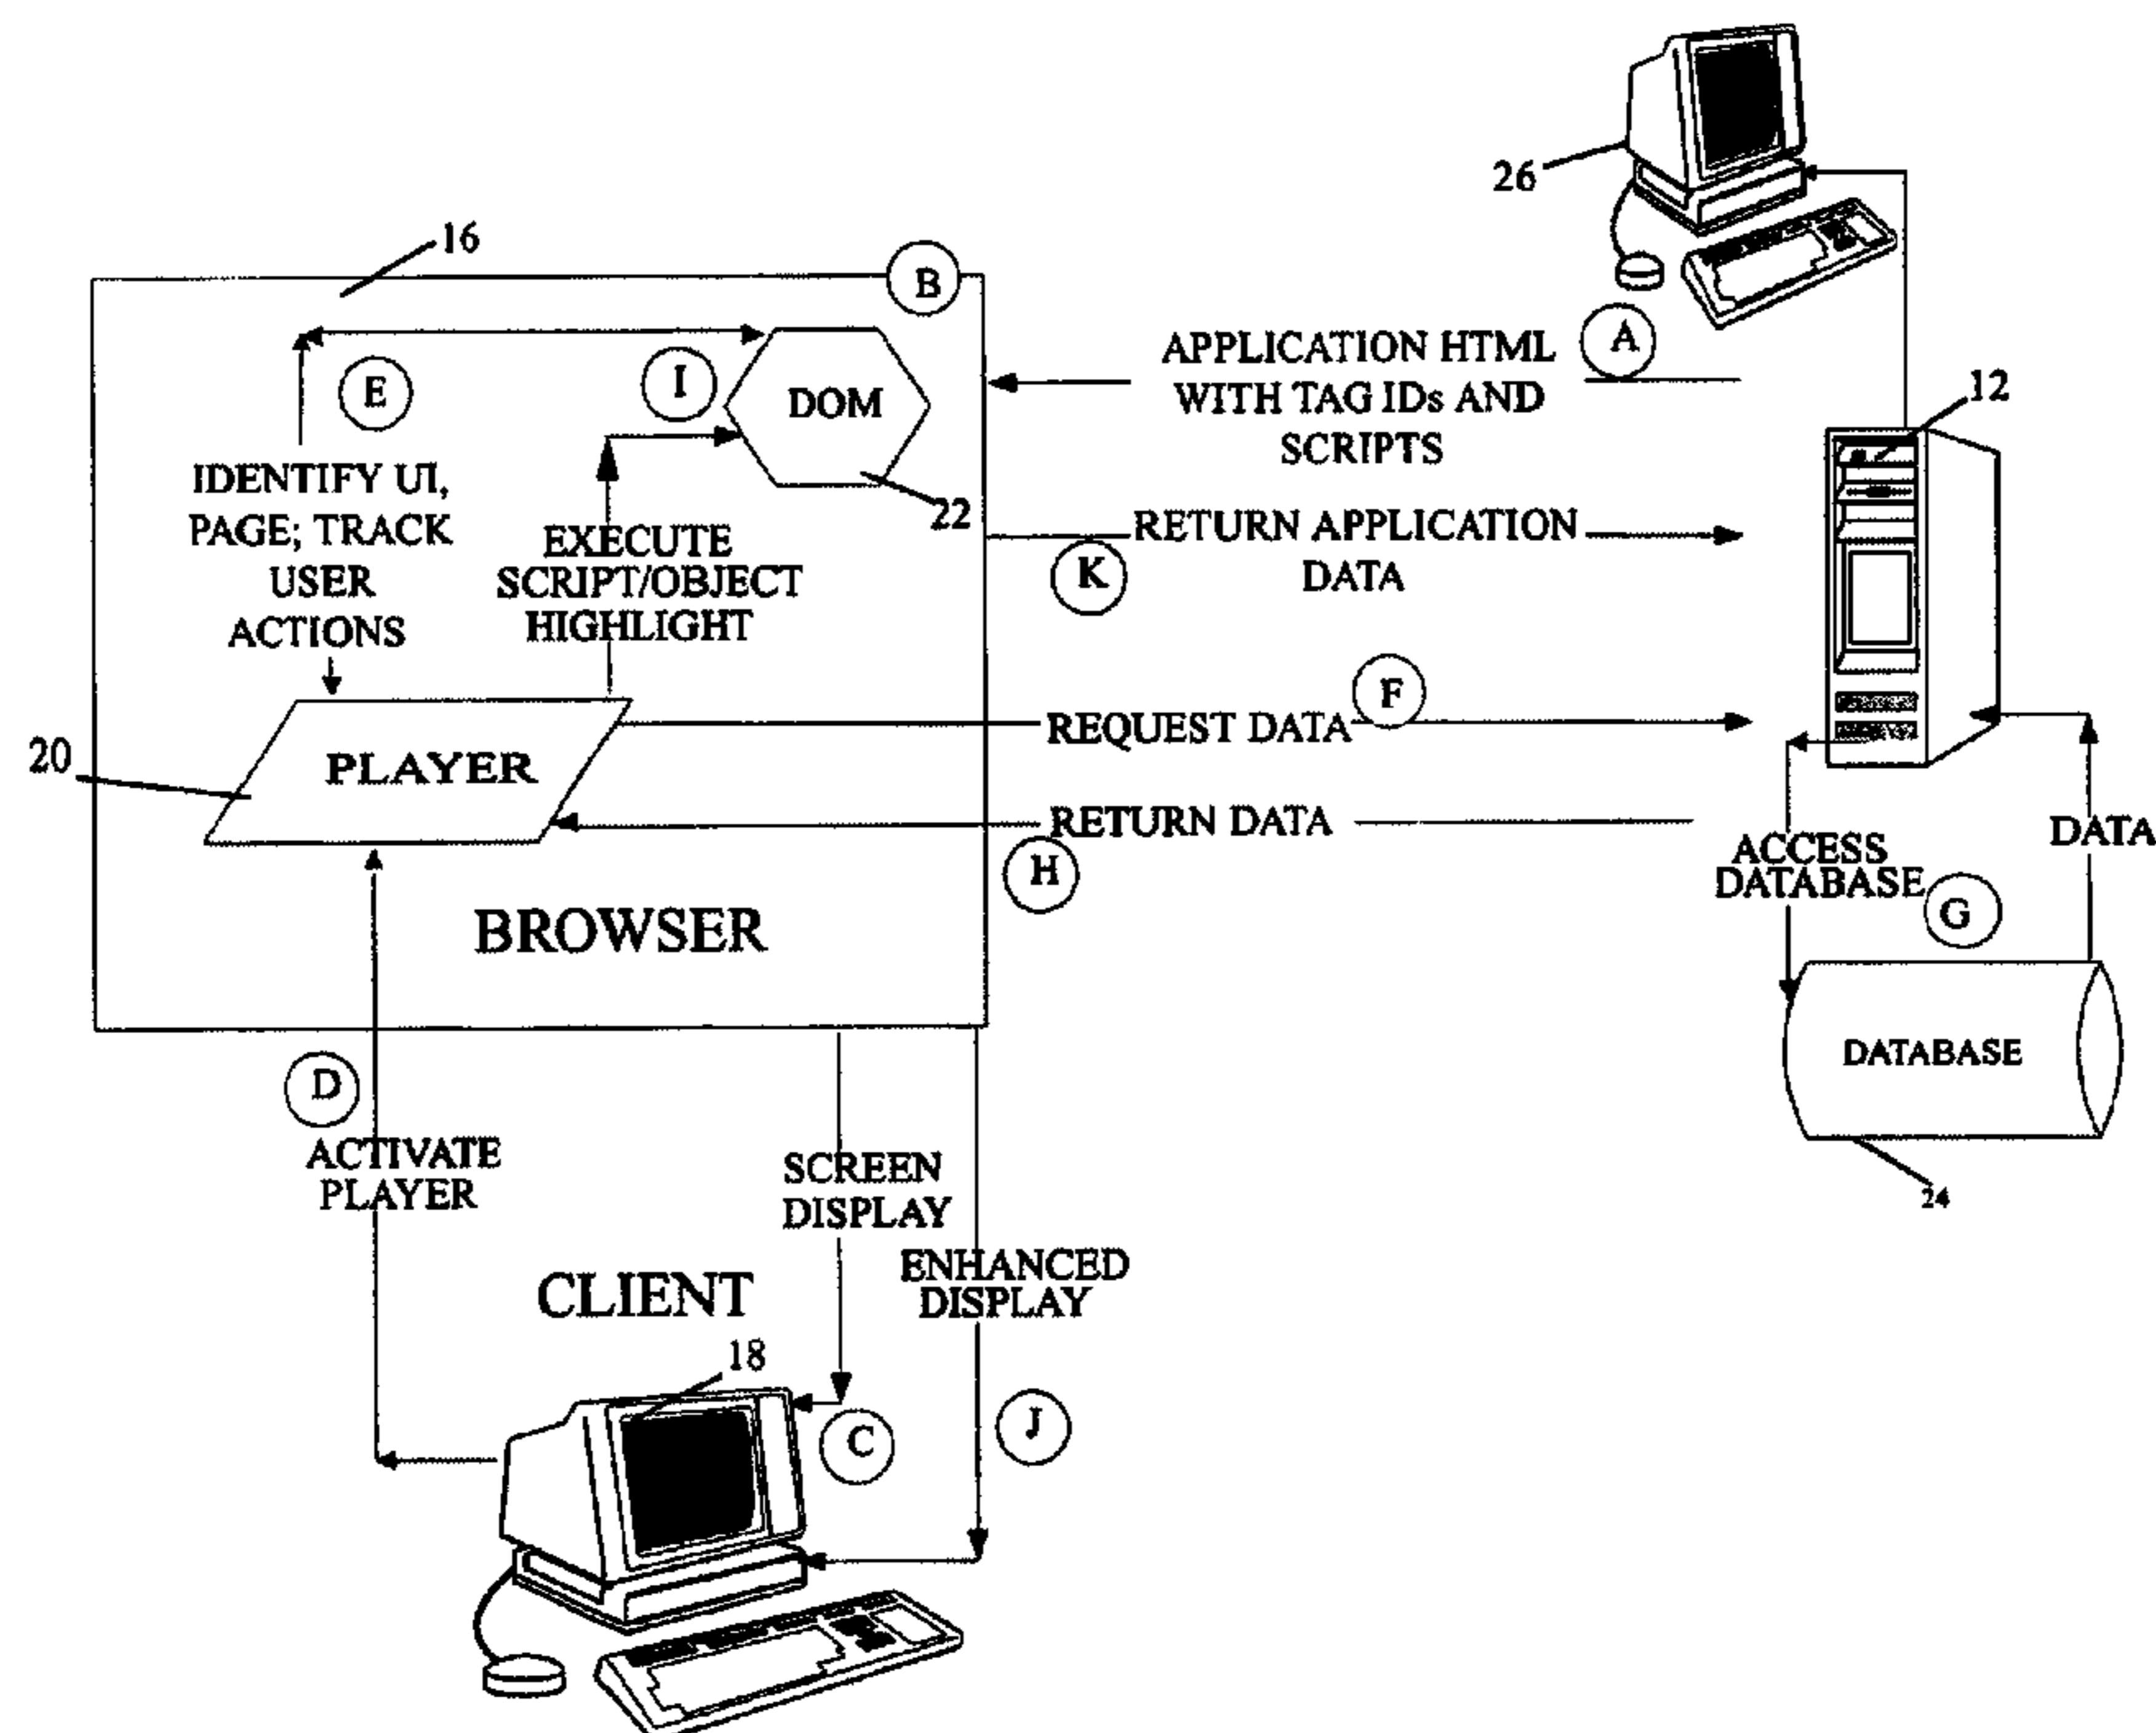 26
16
B
A
APPLICATION HTML
WITH TAG IDs AND
SCRIPTS
12
E
I
DOM
22
IDENTIFY UI,
PAGE; TRACK
USER
ACTIONS
EXECUTE
SCRIPT/OBJECT
HIGHLIGHT
RETURN APPLICATION
DATA
K
F
REQUEST DATA
20
PLAYER
RETURN DATA
H
ACCESS
DATABASE
DATA
G
BROWSER
DATABASE
24
D
ACTIVATE
PLAYER
SCREEN
DISPLAY
ENHANCED
DISPLAY
CLIENT
18
C
J